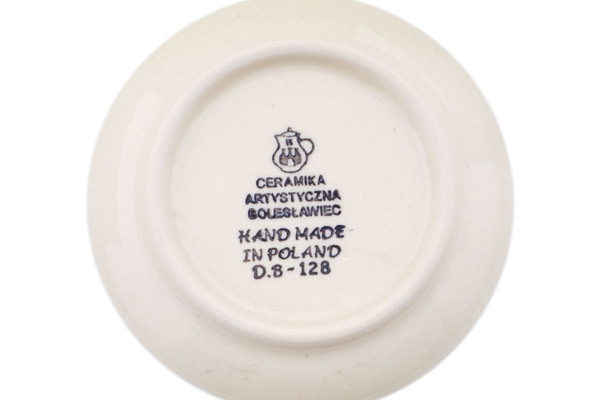 B
CERAMIKA
ARTYSTYCZNA
BOLESŁAWIEC
HAND MADE
IN POLAND
D.B-128